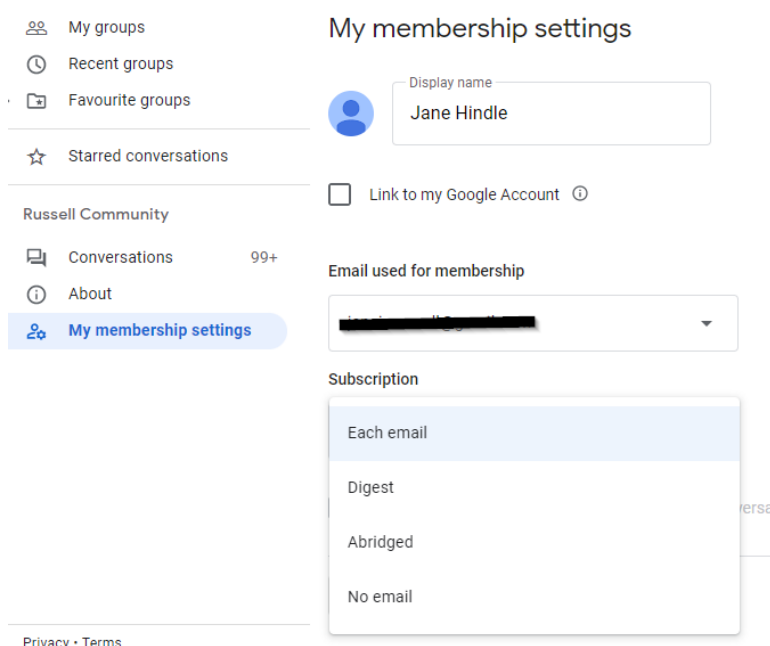 My groups
Recent groups
Favourite groups
Starred conversations
Russell Community
Conversations 99+
About
My membership settings
Privacy • Terms
My membership settings
Display name
Jane Hindle
Link to my Google Account
Email used for membership
Subscription
Each email
Digest
Abridged
No email